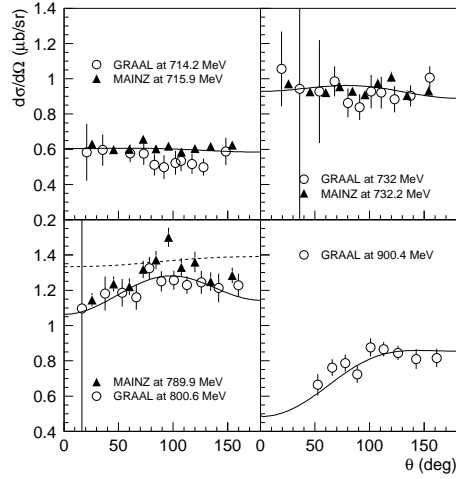 dσ/dΩ (μb/sr)
1.4
1.2
1
0.8
0.6
0.4
0.2
GRAAL at 714.2 MeV
MAINZ at 715.9 MeV
GRAAL at 732 MeV
MAINZ at 732.2 MeV
1.4
1.2
1
0.8
0.6
0.4
MAINZ at 789.9 MeV
GRAAL at 800.6 MeV
GRAAL at 900.4 MeV
0 50 100 150 0 50 100 150
θ (deg)